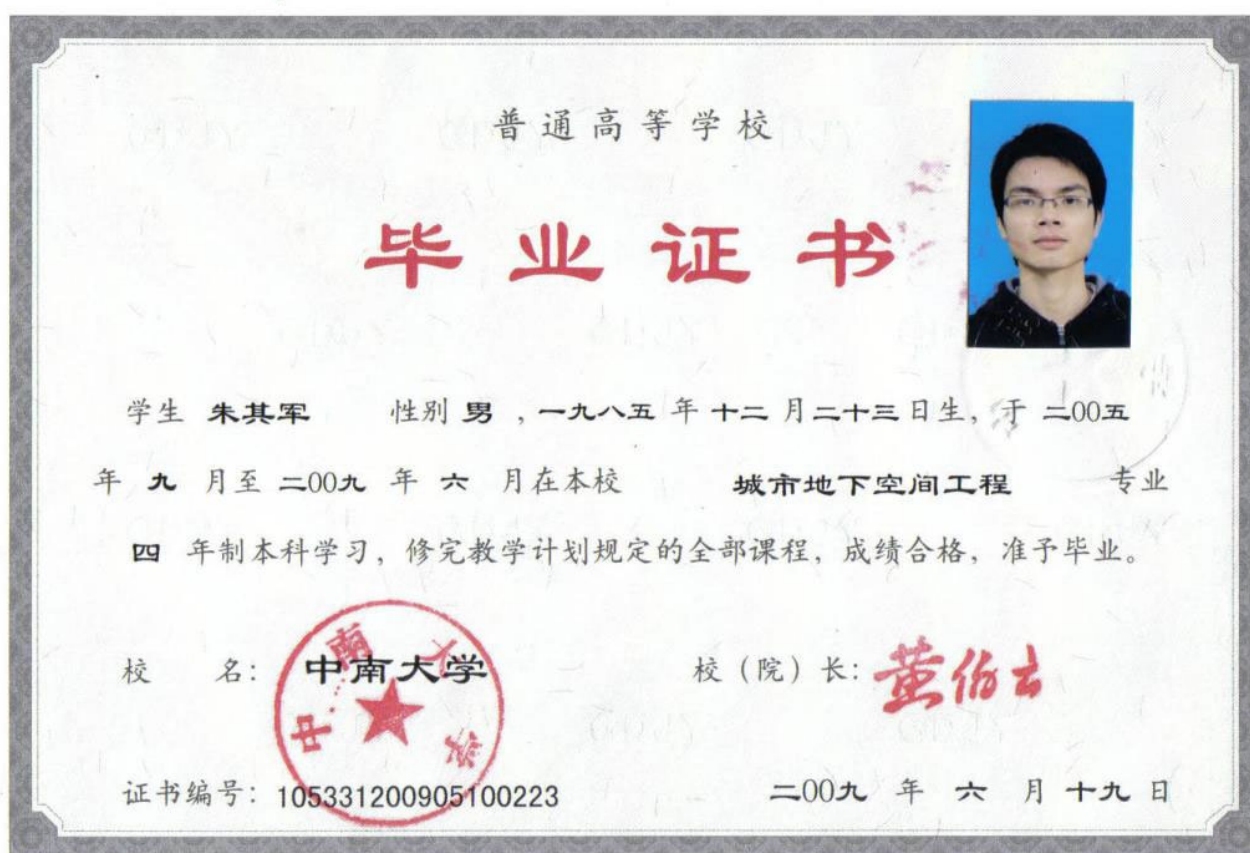 普通高等学校
毕业证书
学生 朱其军 性别 男 ，一九八五 年 十二 月二十三日生，于 二00五
年 九 月至 二00九 年 六 月在本校 城市地下空间工程 专业
四 年制本科学习，修完教学计划规定的全部课程，成绩合格，准予毕业。
校 名： 中南大学 校（院）长：黄伯云
中南大学
证书编号：105331200905100223 二00九 年 六 月 十九 日